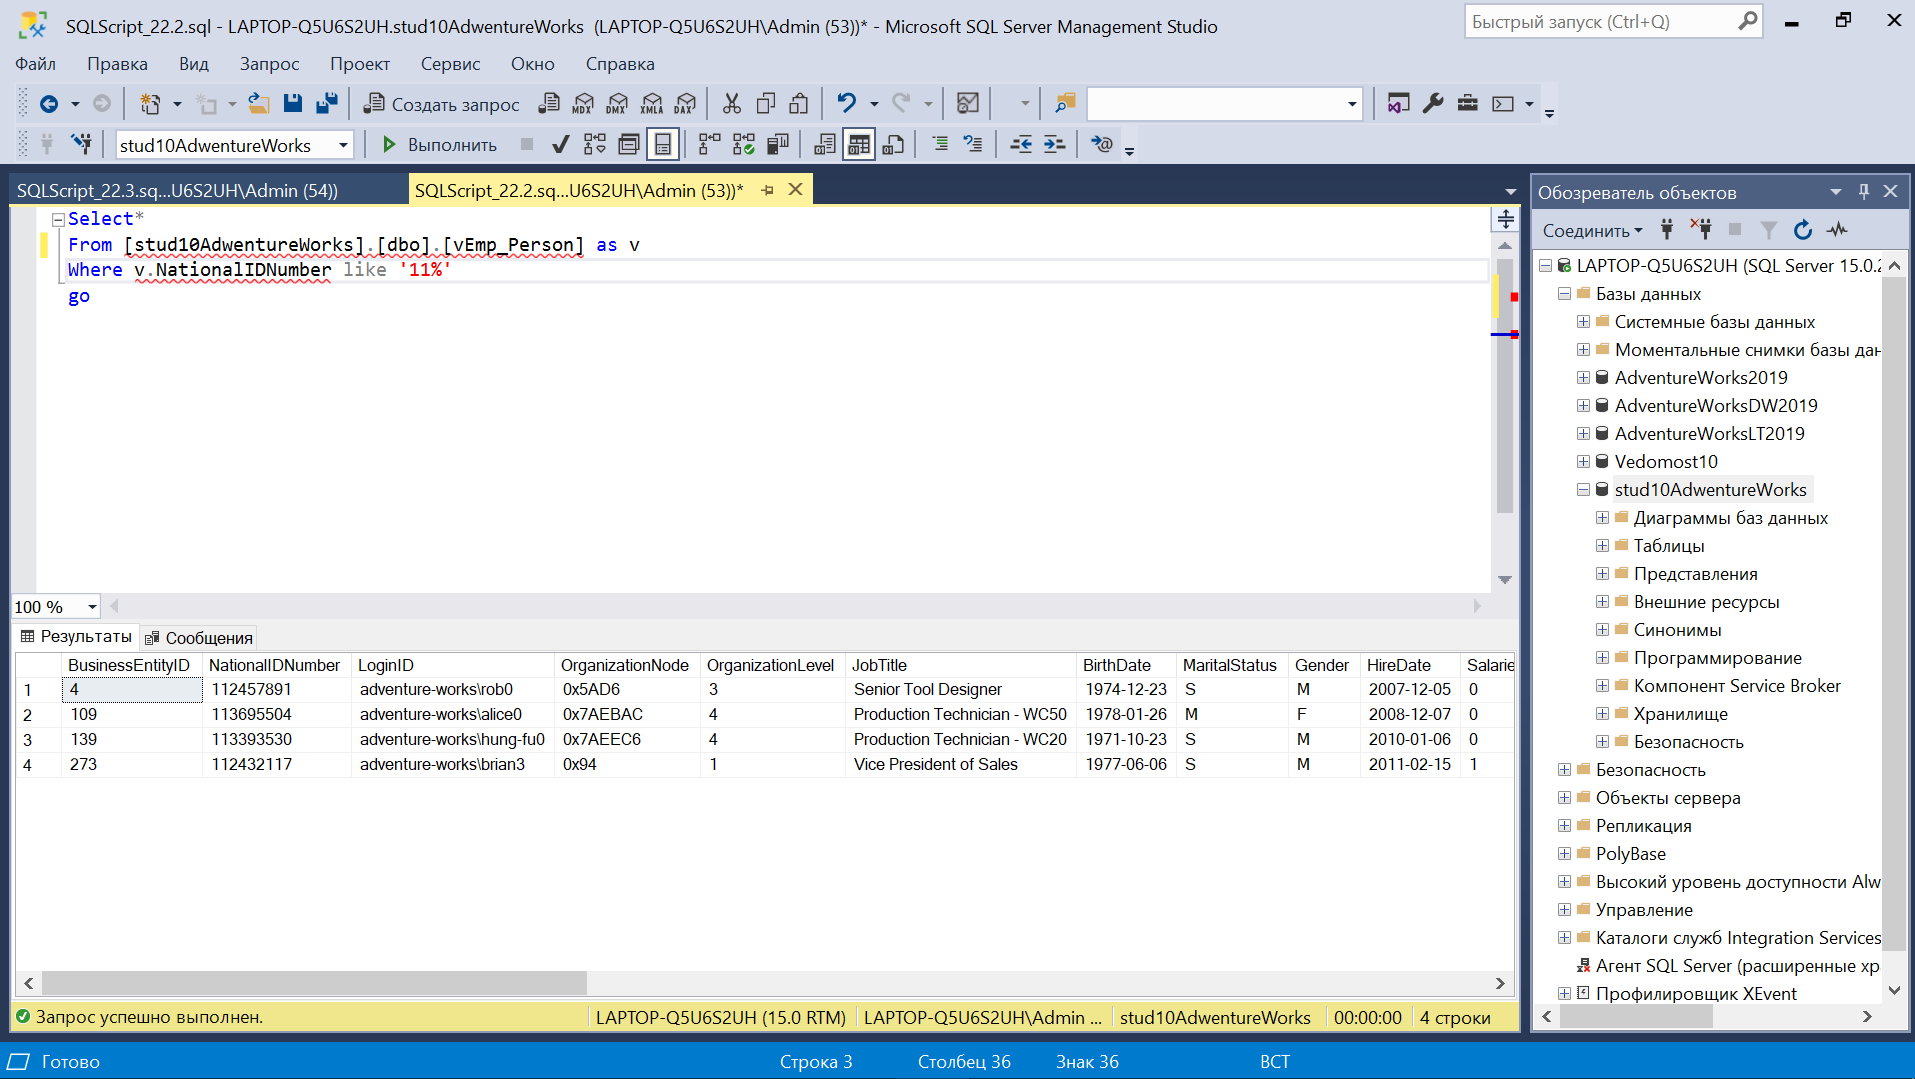 SQLScript_22.2.sql - LAPTOP-Q5U6S2UH.stud10AdwentureWorks (LAPTOP-Q5U6S2UH\Admin (53))* - Microsoft SQL Server Management Studio
Быстрый запуск (Ctrl+Q)
Файл Правка Вид Запрос Проект Сервис Окно Справка
Создать запрос MDX DMX XMLA DAX
stud10AdwentureWorks Выполнить
SQLScript_22.3.sq...U6S2UH\Admin (54))
SQLScript_22.2.sq...U6S2UH\Admin (53))*
Select*
From [stud10AdwentureWorks].[dbo].[vEmp_Person] as v
Where v.NationalIDNumber like '11%'
go
100 %
Результаты Сообщения
BusinessEntityID NationalIDNumber LoginID OrganizationNode OrganizationLevel JobTitle BirthDate MaritalStatus Gender HireDate Salarie
1 4 112457891 adventure-works\rob0 0x5AD6 3 Senior Tool Designer 1974-12-23 S M 2007-12-05 0
2 109 113695504 adventure-works\alice0 0x7AEBAC 4 Production Technician - WC50 1978-01-26 M F 2008-12-07 0
3 139 113393530 adventure-works\hung-fu0 0x7AEEC6 4 Production Technician - WC20 1971-10-23 S M 2010-01-06 0
4 273 112432117 adventure-works\brian3 0x94 1 Vice President of Sales 1977-06-06 S M 2011-02-15 1
Запрос успешно выполнен. LAPTOP-Q5U6S2UH (15.0 RTM) LAPTOP-Q5U6S2UH\Admin ... stud10AdwentureWorks 00:00:00 4 строки
Обозреватель объектов
Соединить
LAPTOP-Q5U6S2UH (SQL Server 15.0.2
Базы данных
Системные базы данных
Моментальные снимки базы дан
AdventureWorks2019
AdventureWorksDW2019
AdventureWorksLT2019
Vedomost10
stud10AdwentureWorks
Диаграммы баз данных
Таблицы
Представления
Внешние ресурсы
Синонимы
Программирование
Компонент Service Broker
Хранилище
Безопасность
Безопасность
Объекты сервера
Репликация
PolyBase
Высокий уровень доступности Alw
Управление
Каталоги служб Integration Services
Агент SQL Server (расширенные хр
Профилировщик XEvent
Готово Строка 3 Столбец 36 Знак 36 ВСТ